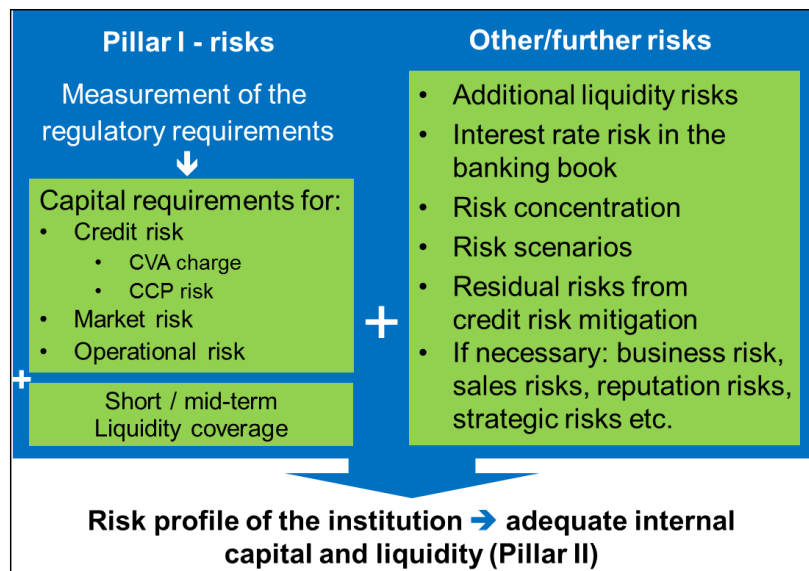 Pillar I - risks
Measurement of the
regulatory requirements
Capital requirements for:
• Credit risk
• CVA charge
• CCP risk
• Market risk
• Operational risk
+
Short / mid-term
Liquidity coverage
+
Other/further risks
• Additional liquidity risks
• Interest rate risk in the
banking book
• Risk concentration
• Risk scenarios
• Residual risks from
credit risk mitigation
• If necessary: business risk,
sales risks, reputation risks,
strategic risks etc.
Risk profile of the institution ➔ adequate internal
capital and liquidity (Pillar II)